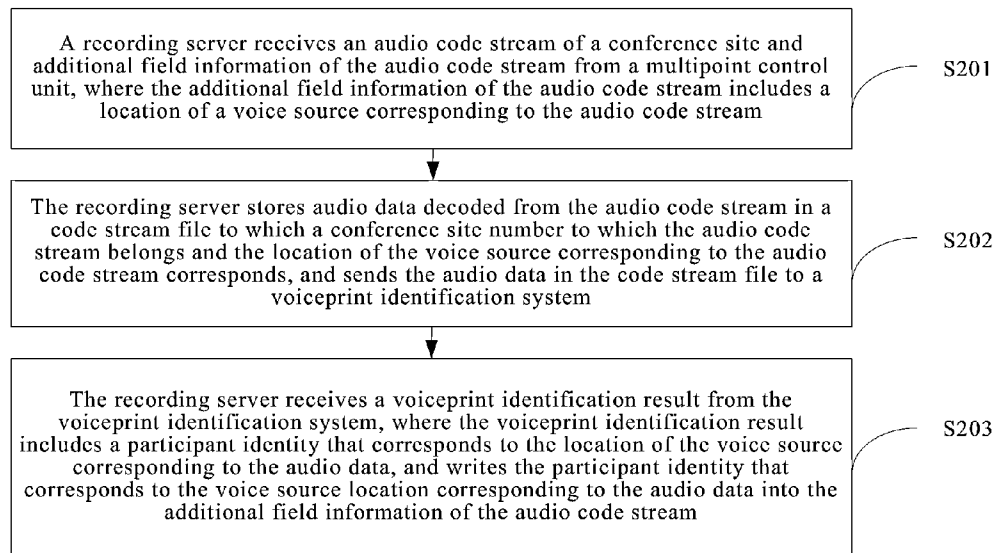 A recording server receives an audio code stream of a conference site and
additional field information of the audio code stream from a multipoint control
unit, where the additional field information of the audio code stream includes a
location of a voice source corresponding to the audio code stream
S201
The recording server stores audio data decoded from the audio code stream in a
code stream file to which a conference site number to which the audio code
stream belongs and the location of the voice source corresponding to the audio
code stream corresponds, and sends the audio data in the code stream file to a
voiceprint identification system
S202
The recording server receives a voiceprint identification result from the
voiceprint identification system, where the voiceprint identification result
includes a participant identity that corresponds to the location of the voice source
corresponding to the audio data, and writes the participant identity that
corresponds to the voice source location corresponding to the audio data into the
additional field information of the audio code stream
S203